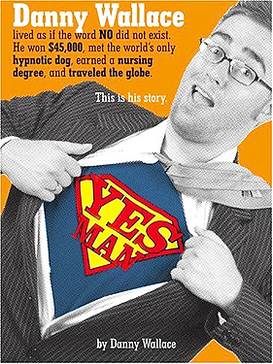 Danny Wallace
lived as if the word NO did not exist.
He won $45,000, met the world's only
hypnotic dog, earned a nursing
degree, and traveled the globe.
This is his story.
YES
MAN
by Danny Wallace